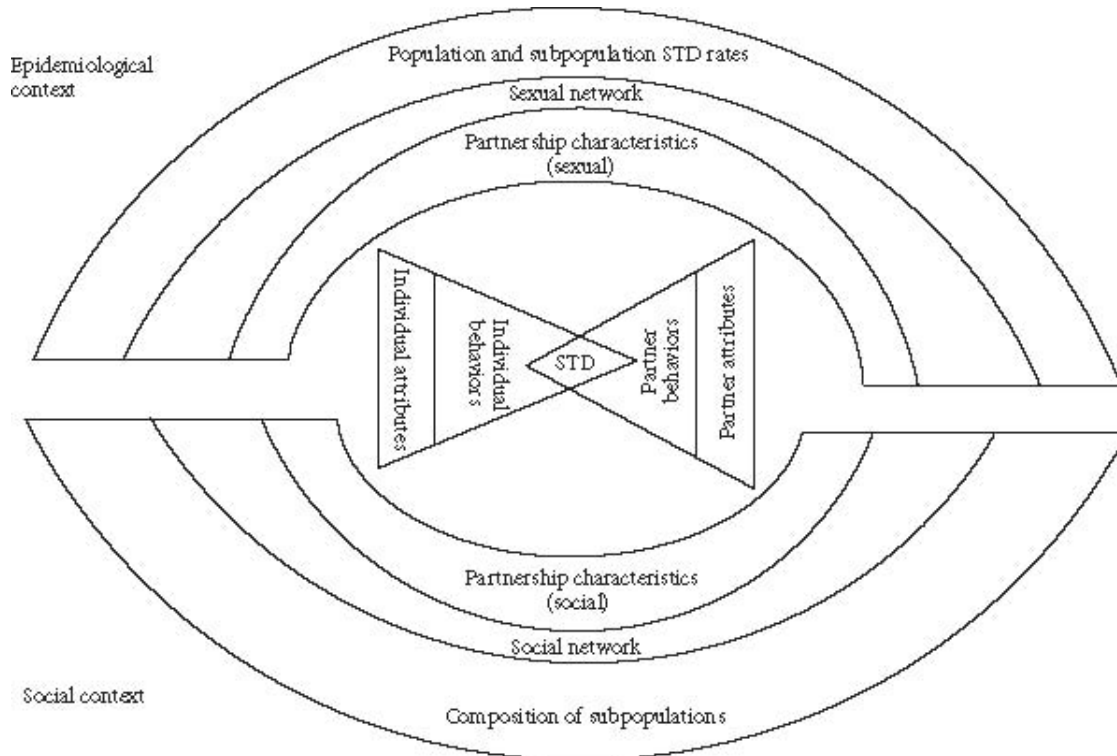 Epidemiological
context
Population and subpopulation STD rates
Sexual network
Partnership characteristics
(sexual)
Individual attributes
Individual
behaviors
STD
Partner
behaviors
Partner attributes
Partnership characteristics
(social)
Social network
Social context
Composition of subpopulations